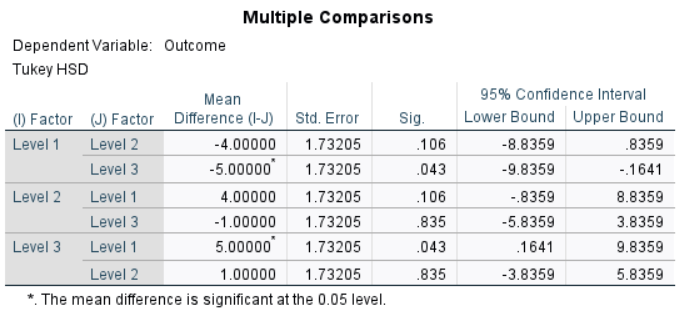 Multiple Comparisons
Dependent Variable: Outcome
Tukey HSD
Mean 95% Confidence Interval
(I) Factor (J) Factor Difference (I-J) Std. Error Sig. Lower Bound Upper Bound
Level 1 Level 2 -4.00000 1.73205 .106 -8.8359 .8359
Level 3 -5.00000* 1.73205 .043 -9.8359 -.1641
Level 2 Level 1 4.00000 1.73205 .106 -.8359 8.8359
Level 3 -1.00000 1.73205 .835 -5.8359 3.8359
Level 3 Level 1 5.00000* 1.73205 .043 .1641 9.8359
Level 2 1.00000 1.73205 .835 -3.8359 5.8359
*. The mean difference is significant at the 0.05 level.